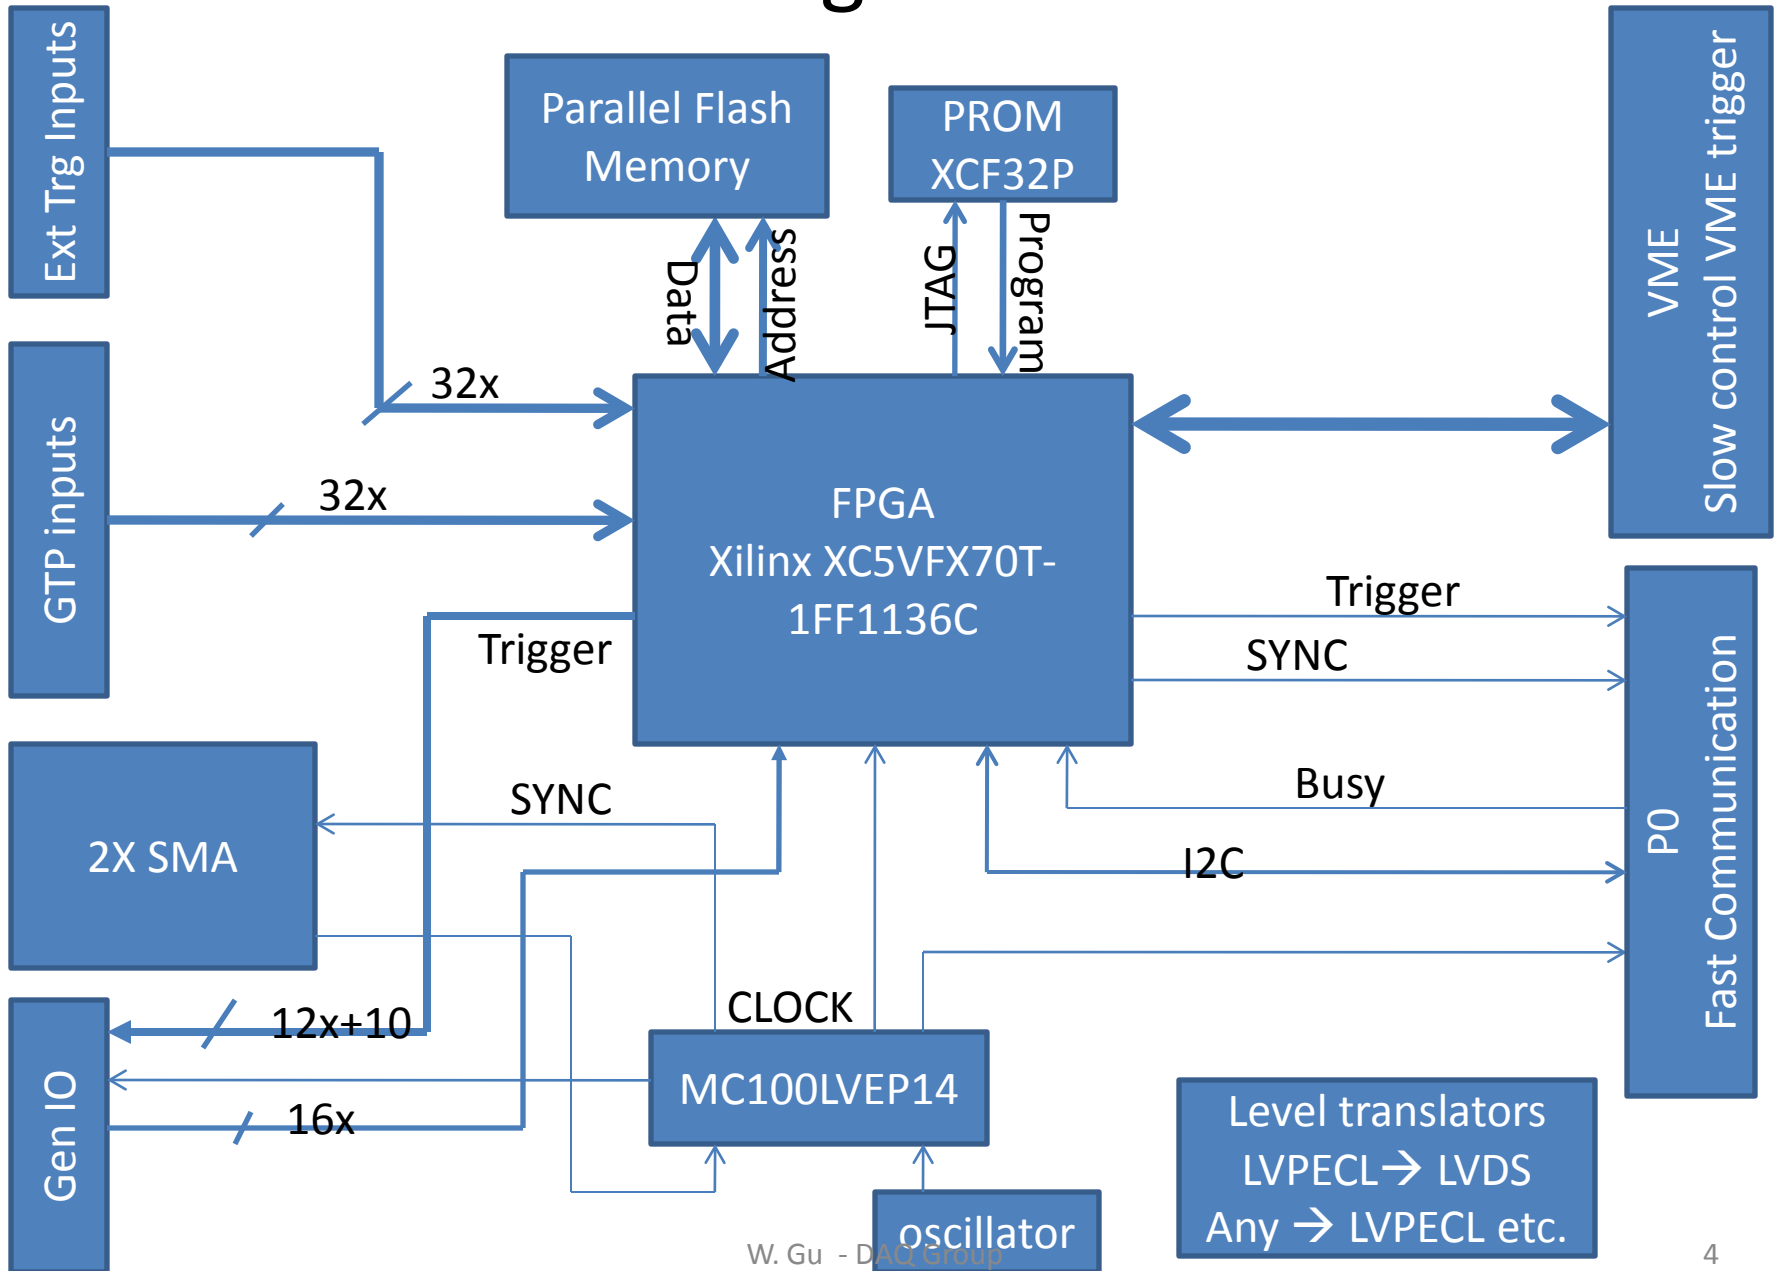 Ext Trg Inputs
Parallel Flash
Memory
PROM
XCF32P
VME
Slow control VME trigger
Data
Address
JTAG
Program
32x
GTP inputs
32x
FPGA
Xilinx XC5VFX70T-
1FF1136C
Trigger
Trigger
SYNC
P0
Fast Communication
2X SMA
SYNC
Busy
I2C
CLOCK
12x+10
Gen IO
16x
MC100LVEP14
Level translators
LVPECL→ LVDS
Any → LVPECL etc.
oscillator
W. Gu - DAQ Group
4